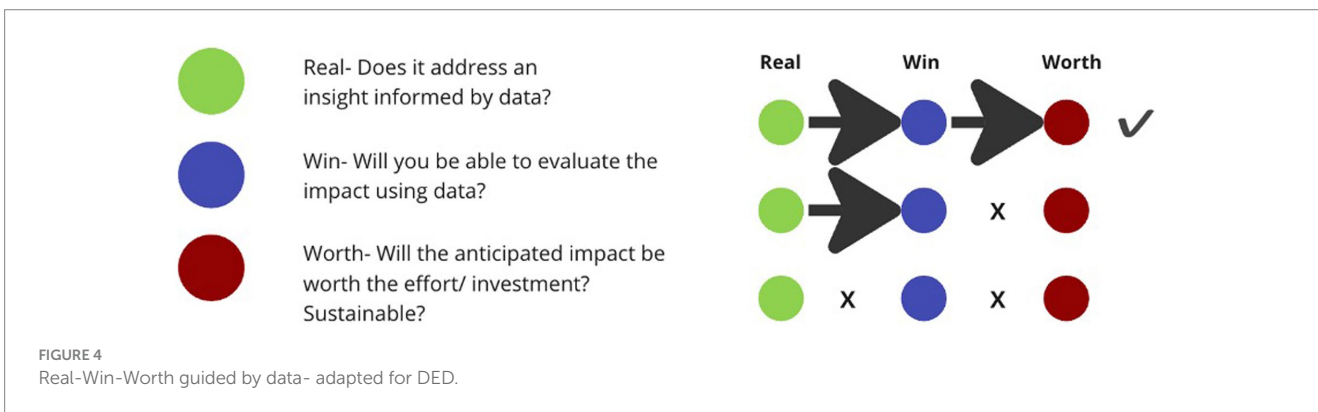 Real- Does it address an
insight informed by data?
Win- Will you be able to evaluate the
impact using data?
Worth- Will the anticipated impact be
worth the effort/ investment?
Sustainable?
Real Win Worth
X
X X
FIGURE 4
Real-Win-Worth guided by data- adapted for DED.